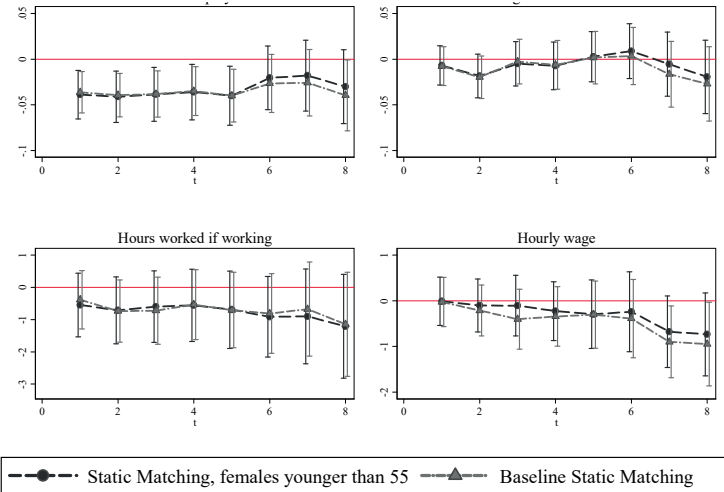 .05
0
-.05
-.1
0 2 4 6 8
t
.05
0
-.05
-.1
0 2 4 6 8
t
Hours worked if working
1
0
-1
-2
-3
0 2 4 6 8
t
Hourly wage
1
0
-1
-2
0 2 4 6 8
t
Static Matching, females younger than 55 Baseline Static Matching